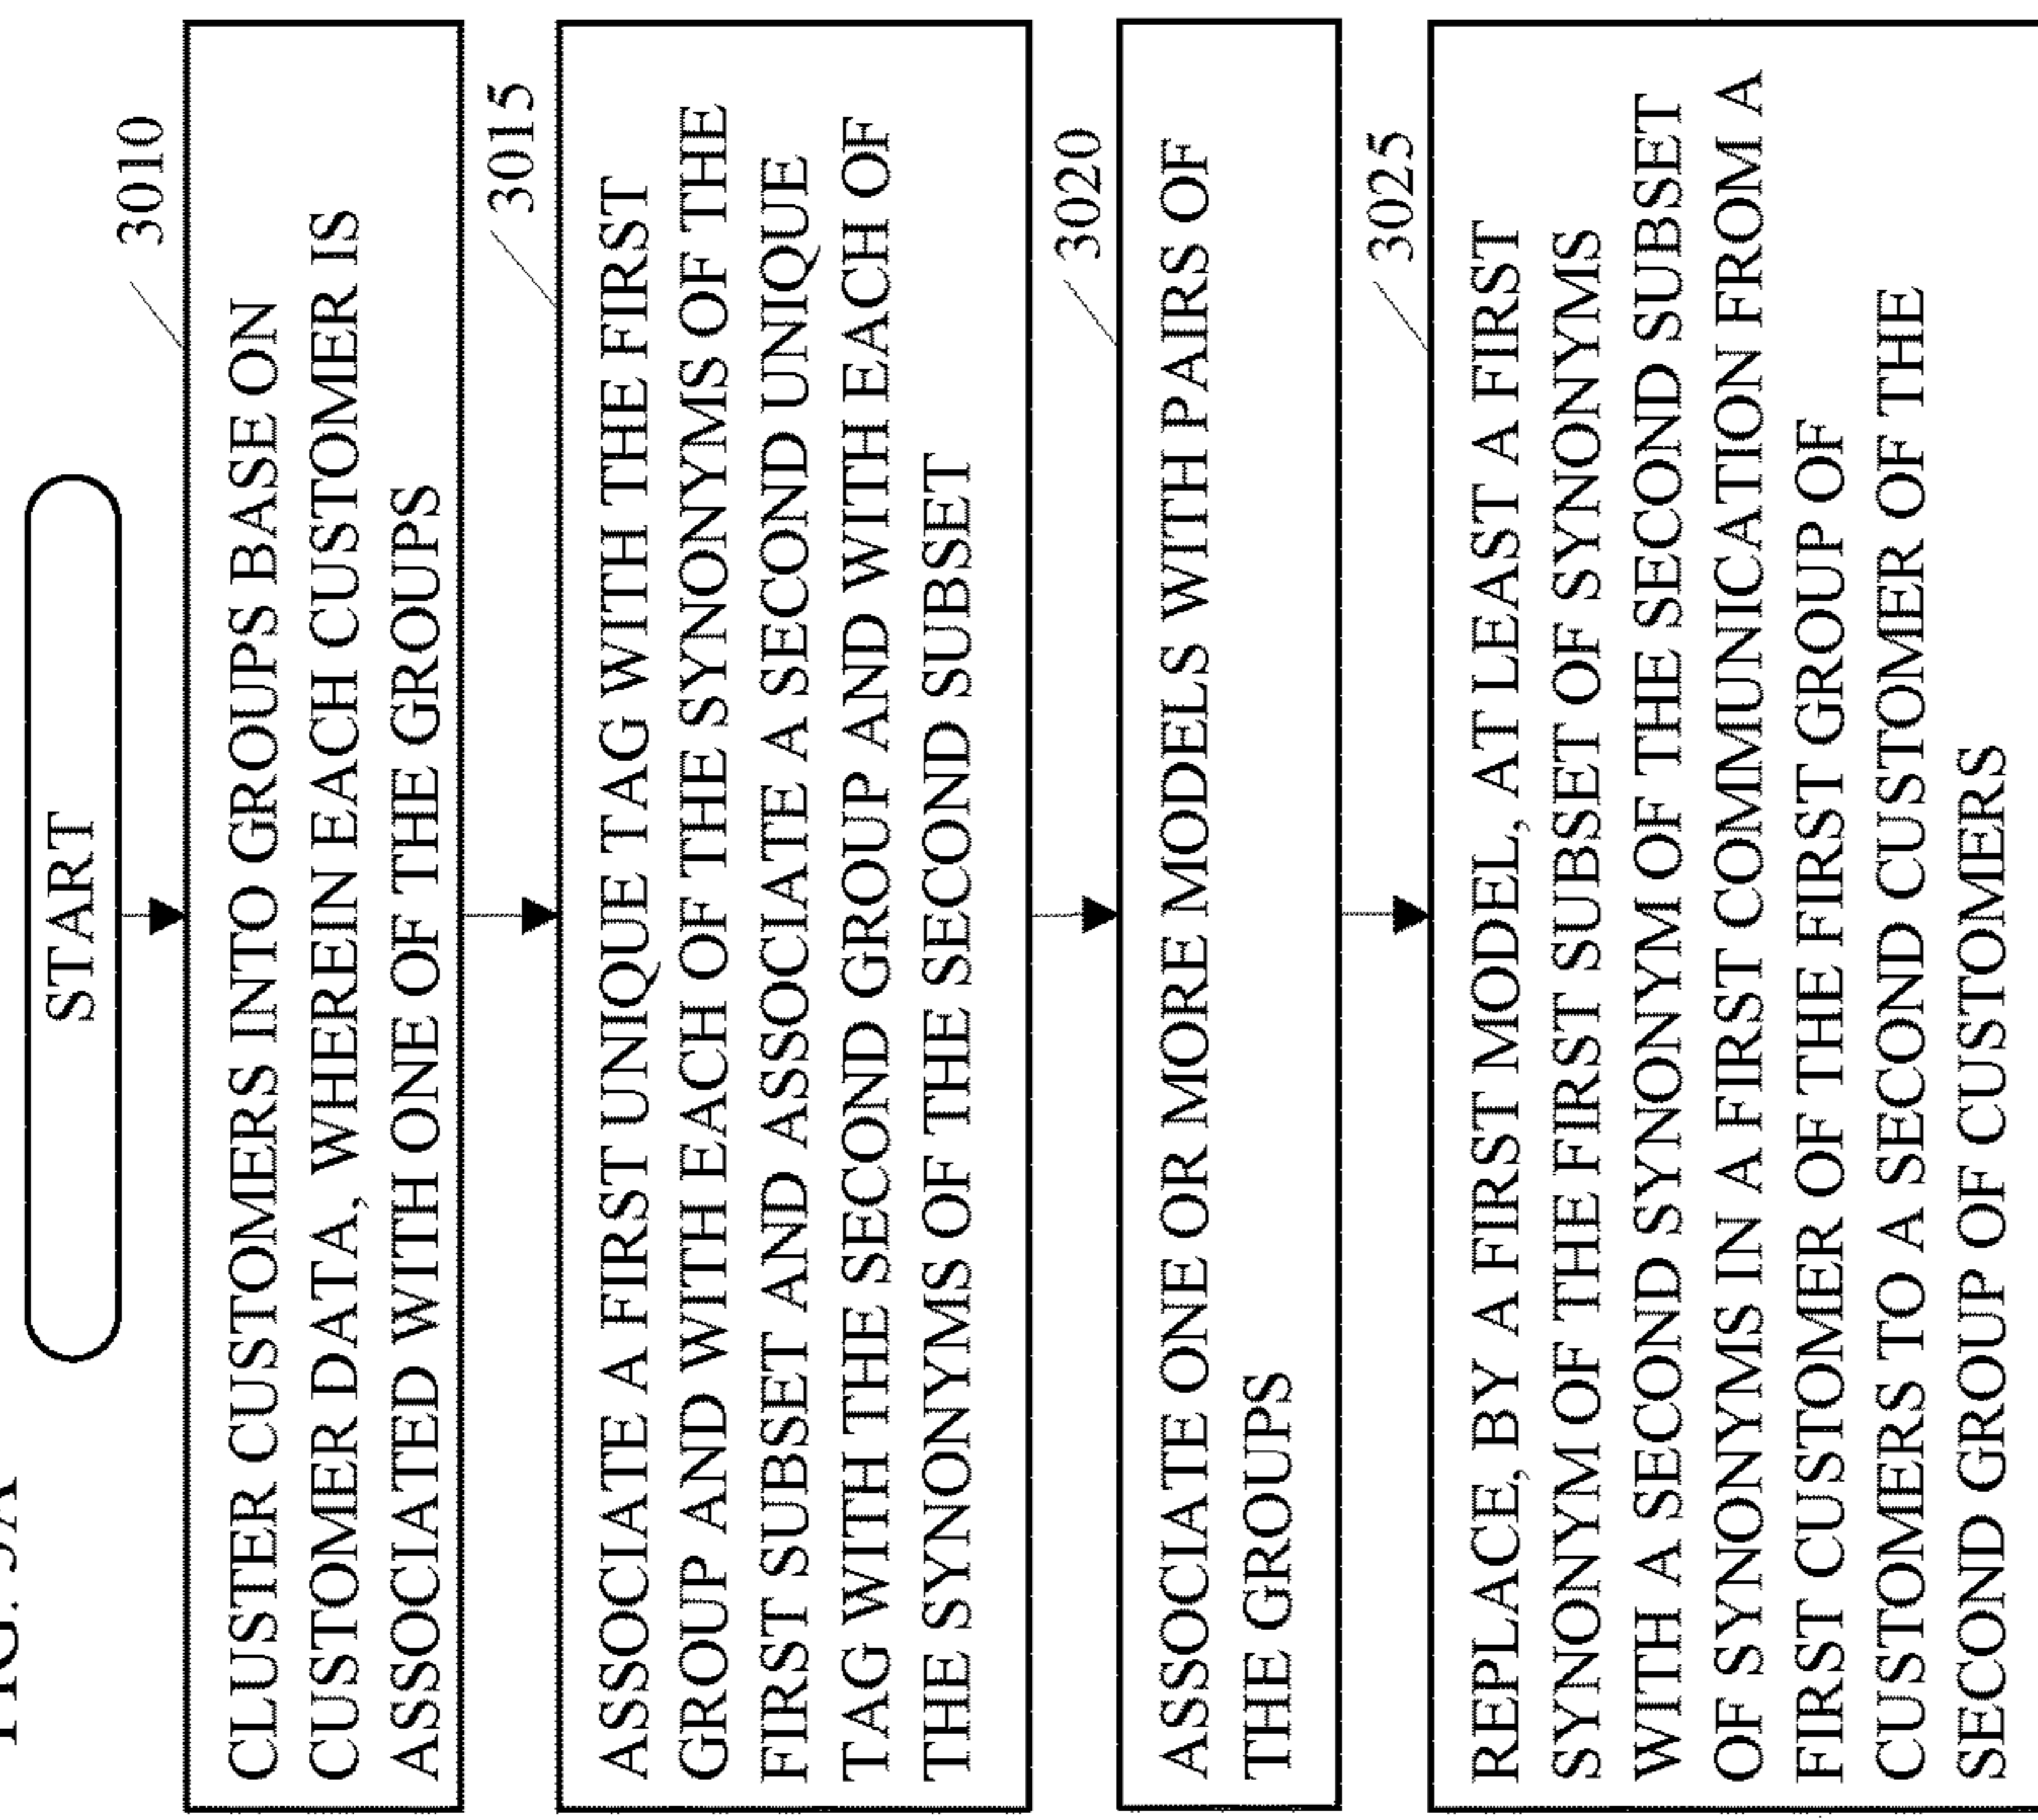 START
3010
CLUSTER CUSTOMERS INTO GROUPS BASE ON
CUSTOMER DATA, WHEREIN EACH CUSTOMER IS
ASSOCIATED WITH ONE OF THE GROUPS
3015
ASSOCIATE A FIRST UNIQUE TAG WITH THE FIRST
GROUP AND WITH EACH OF THE SYNONYMS OF THE
FIRST SUBSET AND ASSOCIATE A SECOND UNIQUE
TAG WITH THE SECOND GROUP AND WITH EACH OF
THE SYNONYMS OF THE SECOND SUBSET
3020
ASSOCIATE ONE OR MORE MODELS WITH PAIRS OF
THE GROUPS
3025
REPLACE, BY A FIRST MODEL, AT LEAST A FIRST
SYNONYM OF THE FIRST SUBSET OF SYNONYMS
WITH A SECOND SYNONYM OF THE SECOND SUBSET
OF SYNONYMS IN A FIRST COMMUNICATION FROM A
FIRST CUSTOMER OF THE FIRST GROUP OF
CUSTOMERS TO A SECOND CUSTOMER OF THE
SECOND GROUP OF CUSTOMERS